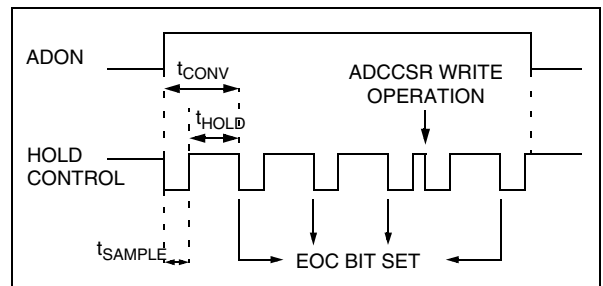 ADON
tCONV
ADCCSR WRITE
OPERATION
tHOLD
HOLD
CONTROL
tSAMPLE
EOC BIT SET